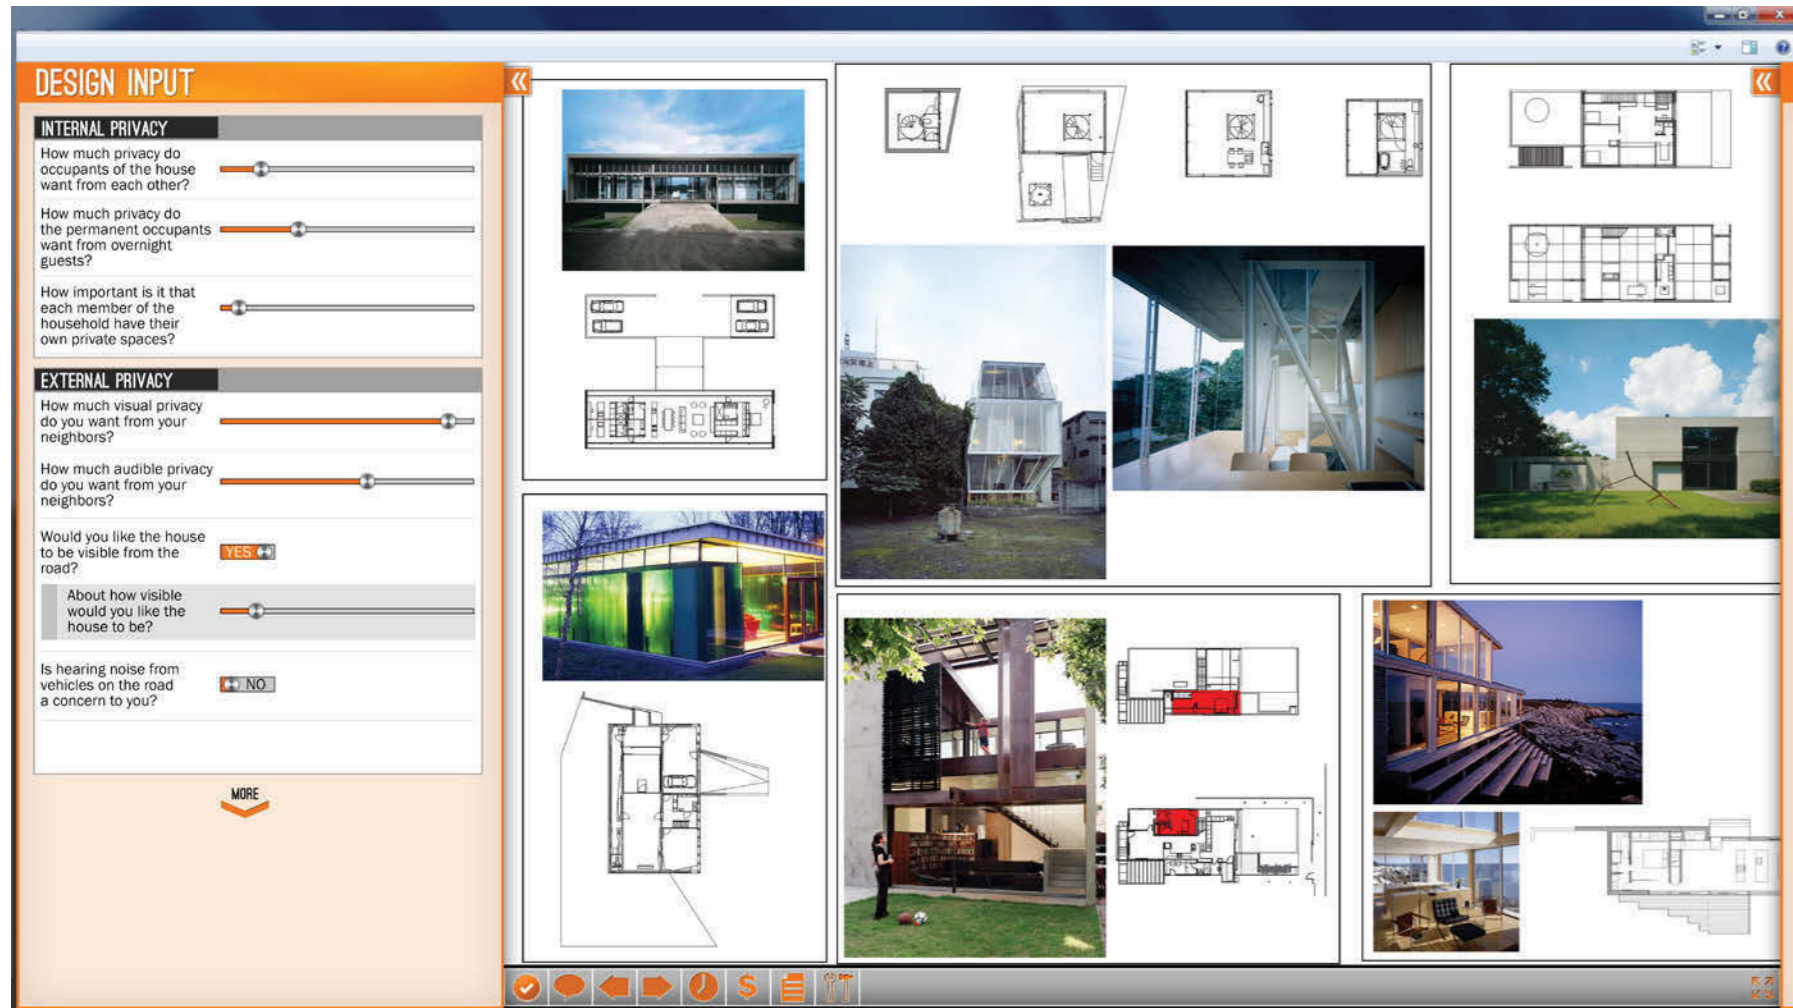 DESIGN INPUT
INTERNAL PRIVACY
How much privacy do
occupants of the house
want from each other?
How much privacy do
the permanent occupants
want from overnight
guests?
How important is it that
each member of the
household have their
own private spaces?
EXTERNAL PRIVACY
How much visual privacy
do you want from your
neighbors?
How much audible privacy
do you want from your
neighbors?
Would you like the house
to be visible from the
road?
YES
About how visible
would you like the
house to be?
Is hearing noise from
vehicles on the road
a concern to you?
NO
MORE
$